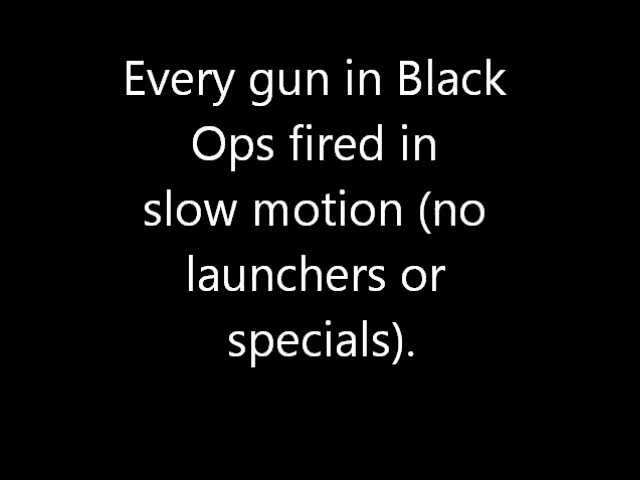 Every gun in Black
Ops fired in
slow motion (no
launchers or
specials).